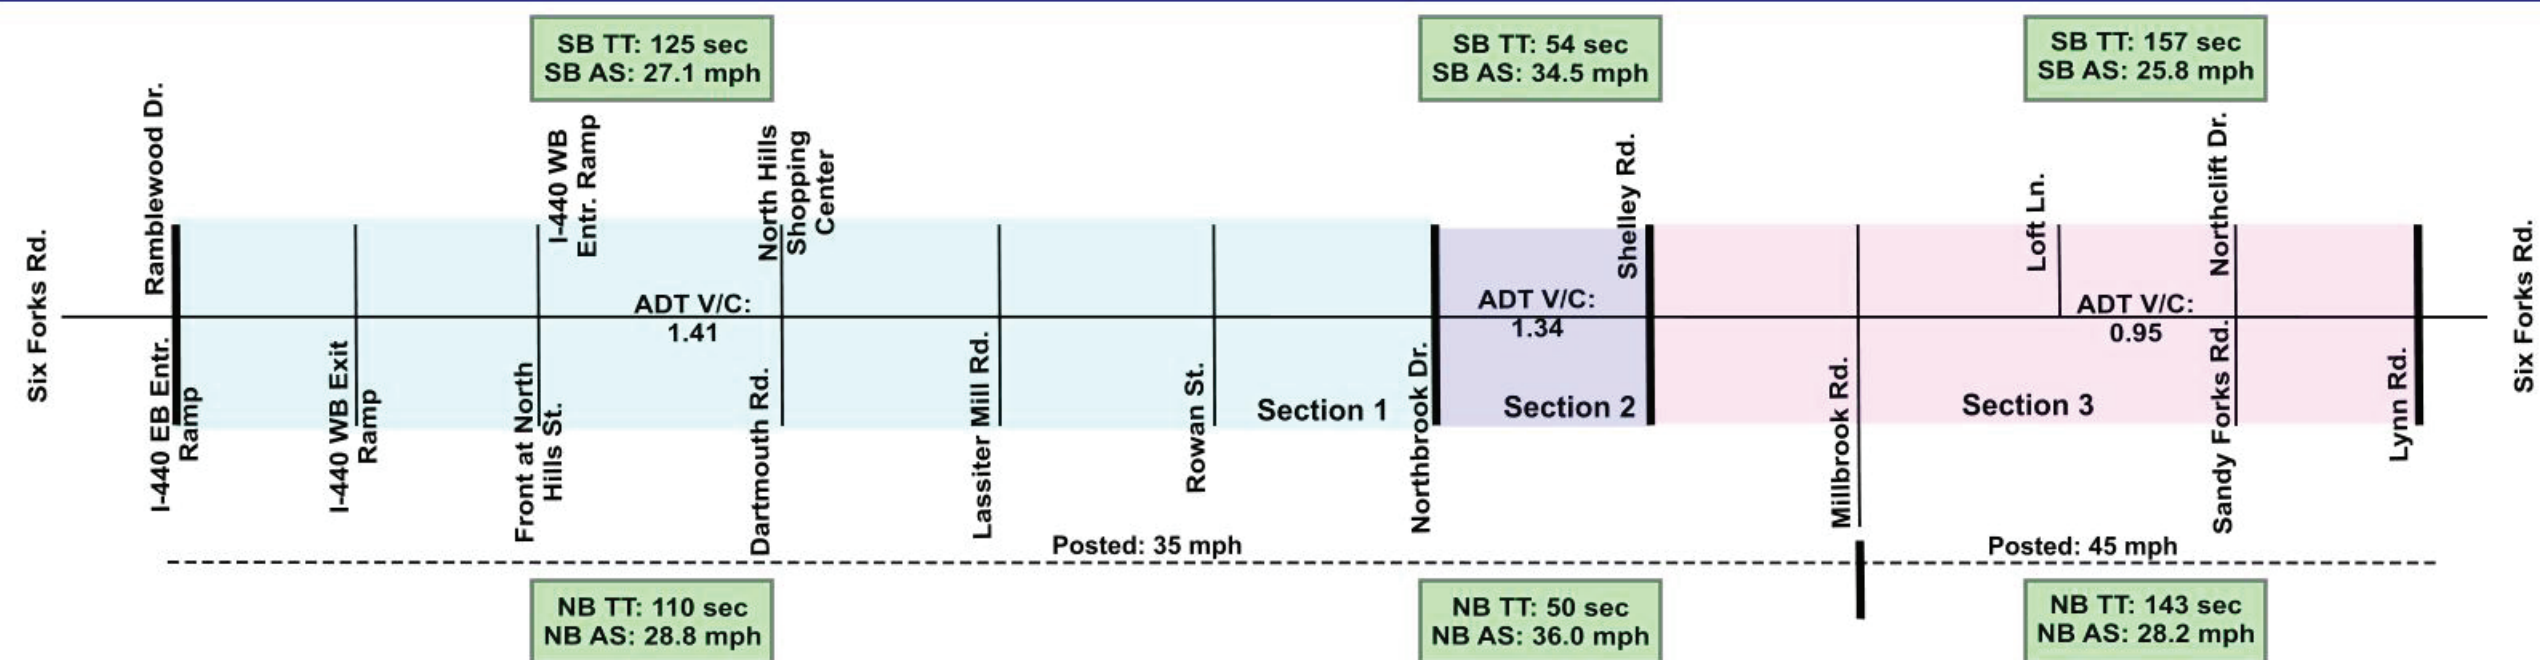 SB TT: 125 sec
SB AS: 27.1 mph
SB TT: 54 sec
SB AS: 34.5 mph
SB TT: 157 sec
SB AS: 25.8 mph
Six Forks Rd.
Ramblewood Dr.
I-440 WB
Entr. Ramp
North Hills
Shopping
Center
Shelley Rd.
Loft Ln.
Northclift Dr.
Six Forks Rd.
ADT V/C:
1.41
ADT V/C:
1.34
ADT V/C:
0.95
I-440 EB Entr.
Ramp
I-440 WB Exit
Ramp
Front at North
Hills St.
Dartmouth Rd.
Lassiter Mill Rd.
Rowan St.
Section 1
Northbrook Dr.
Section 2
Millbrook Rd.
Section 3
Sandy Forks Rd.
Lynn Rd.
Posted: 35 mph
Posted: 45 mph
NB TT: 110 sec
NB AS: 28.8 mph
NB TT: 50 sec
NB AS: 36.0 mph
NB TT: 143 sec
NB AS: 28.2 mph